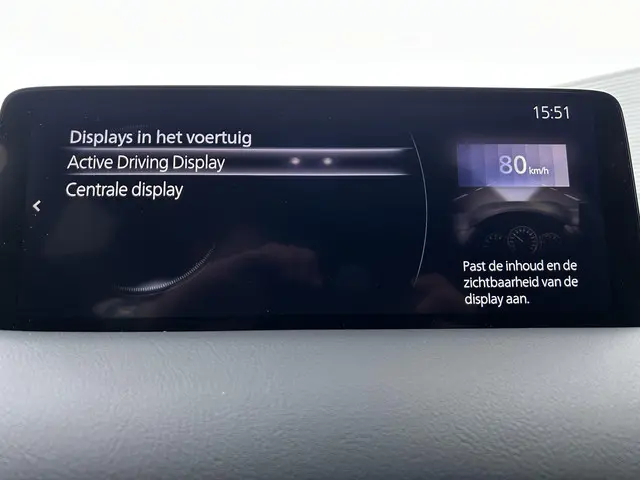 15:51
Displays in het voertuig
Active Driving Display
Centrale display
80 km/h
Past de inhoud en de
zichtbaarheid van de
display aan.